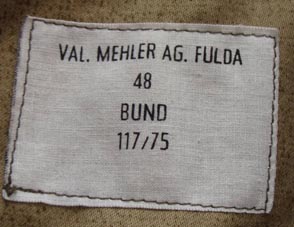 VAL. MEHLER AG. FULDA
48
BUND
117/75